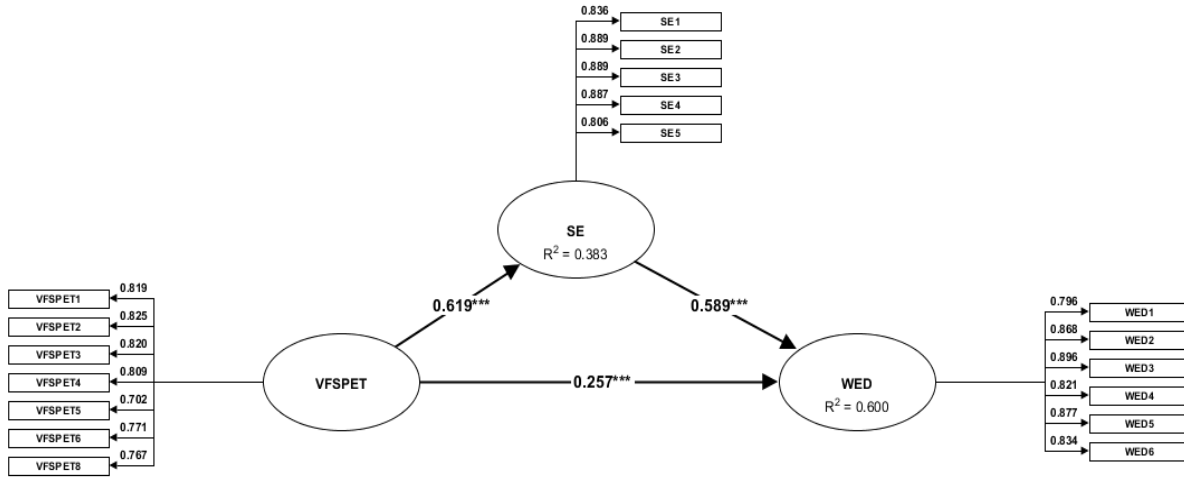 0.836
SE1
0.889
SE2
0.889
SE3
0.887
SE4
0.806
SE5
SE
R² = 0.383
0.619***
0.589***
0.819
VFSPET1
0.825
VFSPET2
0.820
VFSPET3
0.809
VFSPET4
0.702
VFSPET5
0.771
VFSPET6
0.767
VFSPET8
VFSPET
0.257***
WED
R² = 0.600
0.796
WED1
0.868
WED2
0.896
WED3
0.821
WED4
0.877
WED5
0.834
WED6